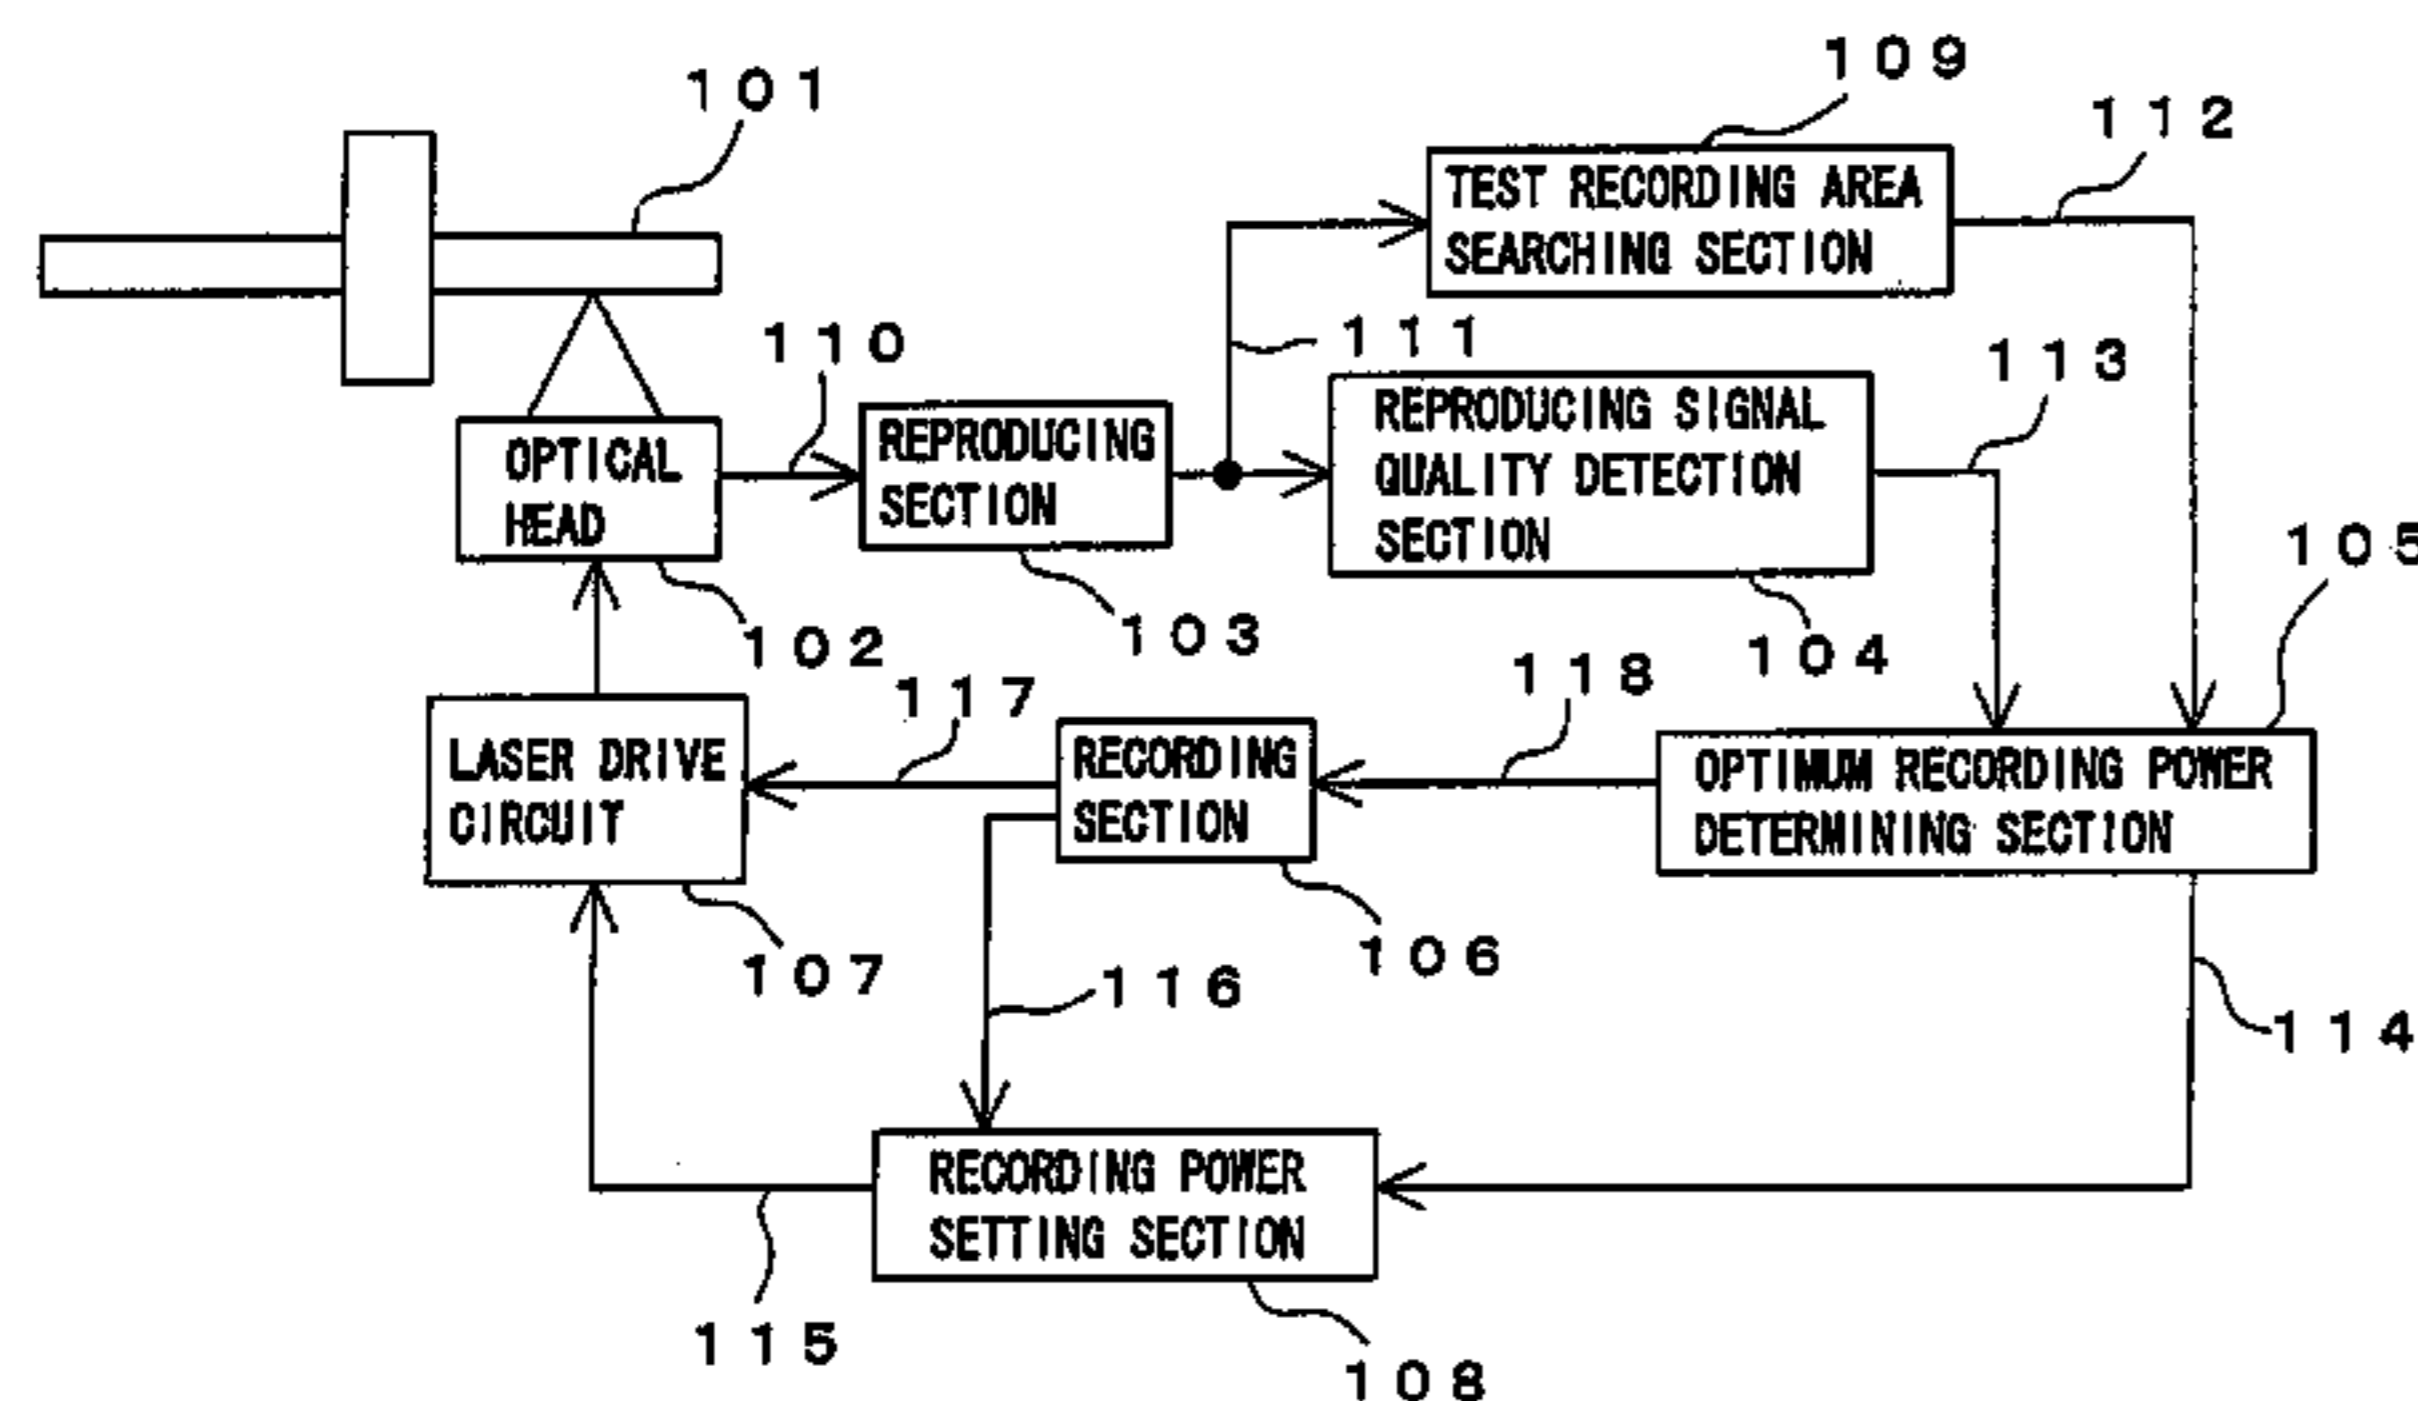 101
109
112
TEST RECORDING AREA
SEARCHING SECTION
110
111
113
OPTICAL
HEAD
REPRODUCING
SECTION
REPRODUCING SIGNAL
QUALITY DETECTION
SECTION
105
102
103
104
117
118
LASER DRIVE
CIRCUIT
RECORDING
SECTION
OPTIMUM RECORDING POWER
DETERMINING SECTION
107
106
116
114
RECORDING POWER
SETTING SECTION
115
108